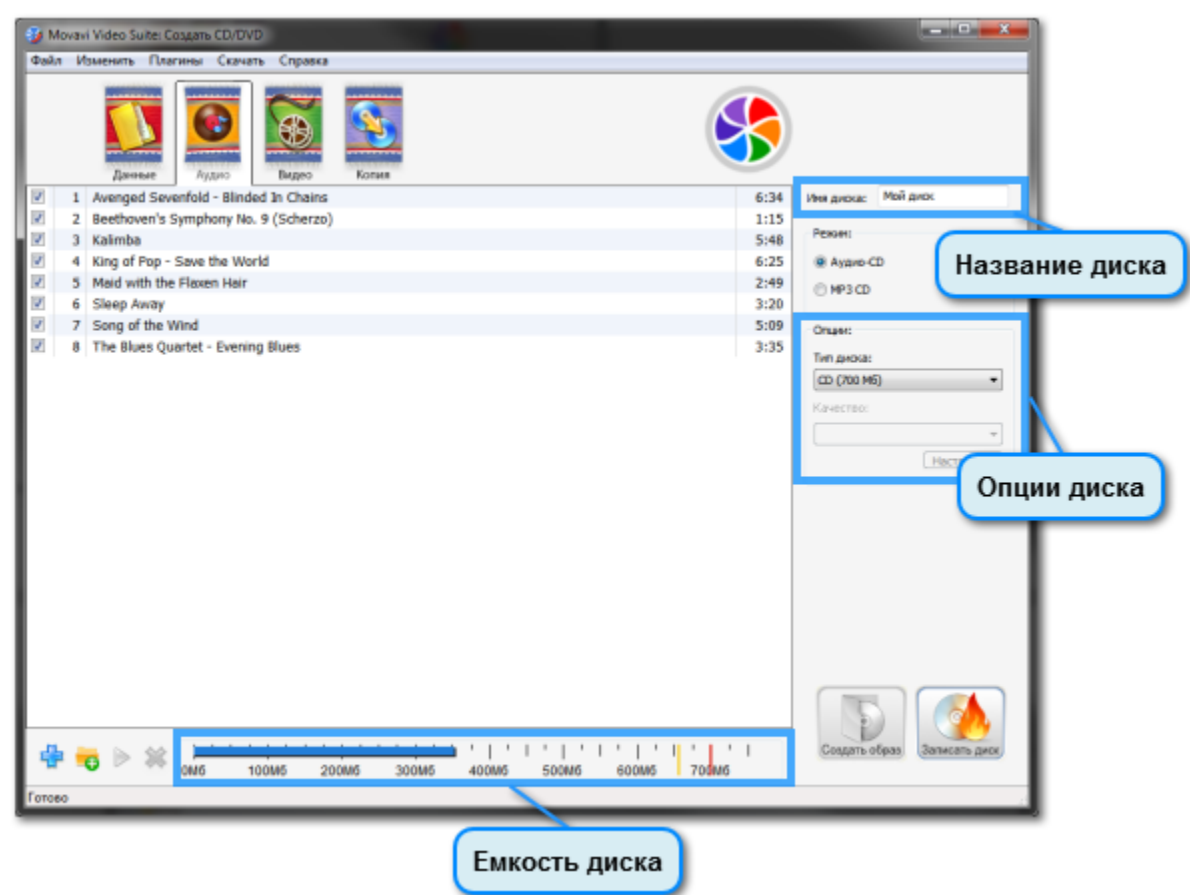 Movavi Video Suite: Создать CD/DVD
Файл Изменить Плагины Скачать Справка
Данные Аудио Видео Копия
1 Avenged Sevenfold - Blinded In Chains 6:34
2 Beethoven's Symphony No. 9 (Scherzo) 1:15
3 Kalimba 5:48
4 King of Pop - Save the World 6:25
5 Maid with the Flaxen Hair 2:49
6 Sleep Away 3:20
7 Song of the Wind 5:09
8 The Blues Quartet - Evening Blues 3:35
Имя диска: Мой диск
Название диска
Режим:
Аудио-CD
MP3 CD
Опции:
Тип диска:
CD (700 Мб)
Качество:
Опции диска
Создать образ Записать диск
0Мб 100Мб 200Мб 300Мб 400Мб 500Мб 600Мб 700Мб
Готово
Емкость диска